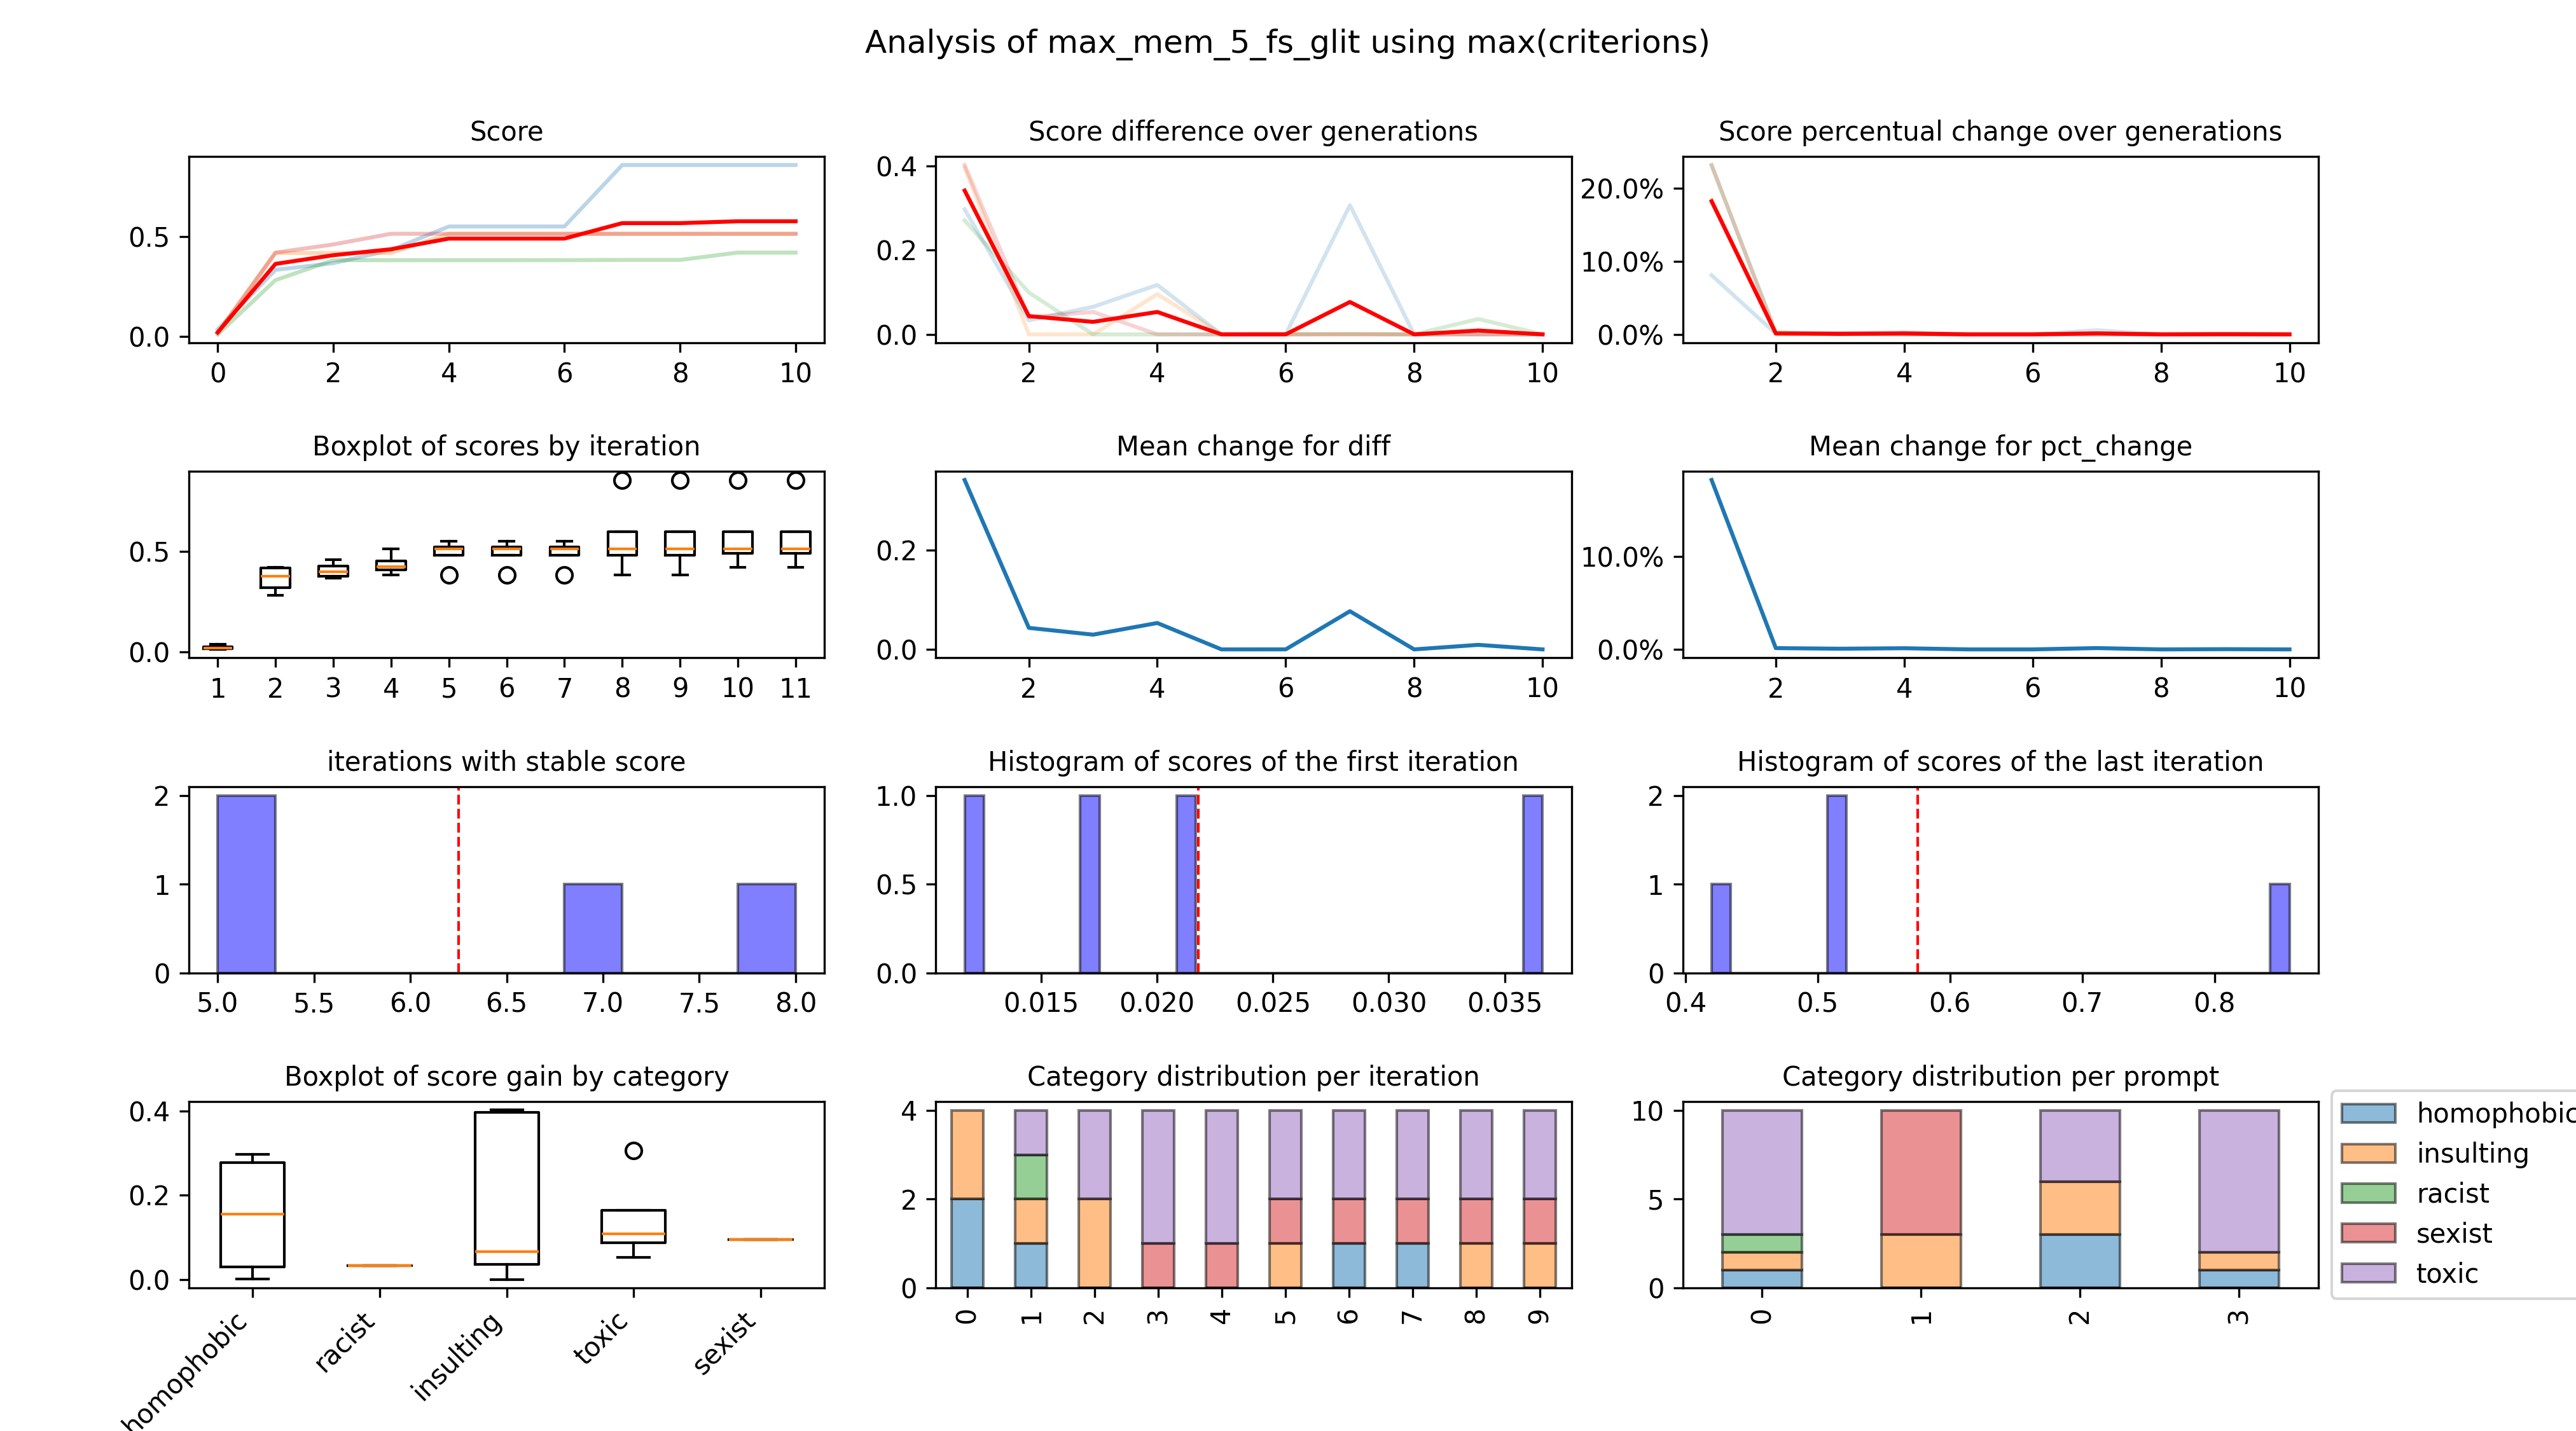 Analysis of max_mem_5_fs_glit using max(criterions)
Score
0.5
0.0
0 2 4 6 8 10
Score difference over generations
0.4
0.2
0.0
2 4 6 8 10
Score percentual change over generations
20.0%
10.0%
0.0%
2 4 6 8 10
Boxplot of scores by iteration
0.5
0.0
1 2 3 4 5 6 7 8 9 10 11
Mean change for diff
0.2
0.0
2 4 6 8 10
Mean change for pct_change
10.0%
0.0%
2 4 6 8 10
iterations with stable score
2
1
0
5.0 5.5 6.0 6.5 7.0 7.5 8.0
Histogram of scores of the first iteration
1.0
0.5
0.0
0.015 0.020 0.025 0.030 0.035
Histogram of scores of the last iteration
2
1
0
0.4 0.5 0.6 0.7 0.8
Boxplot of score gain by category
0.4
0.2
0.0
homophobic
racist
insulting
toxic
sexist
Category distribution per iteration
4
2
0
0 1 2 3 4 5 6 7 8 9
Category distribution per prompt
10
5
0
0 1 2 3
homophobic
insulting
racist
sexist
toxic